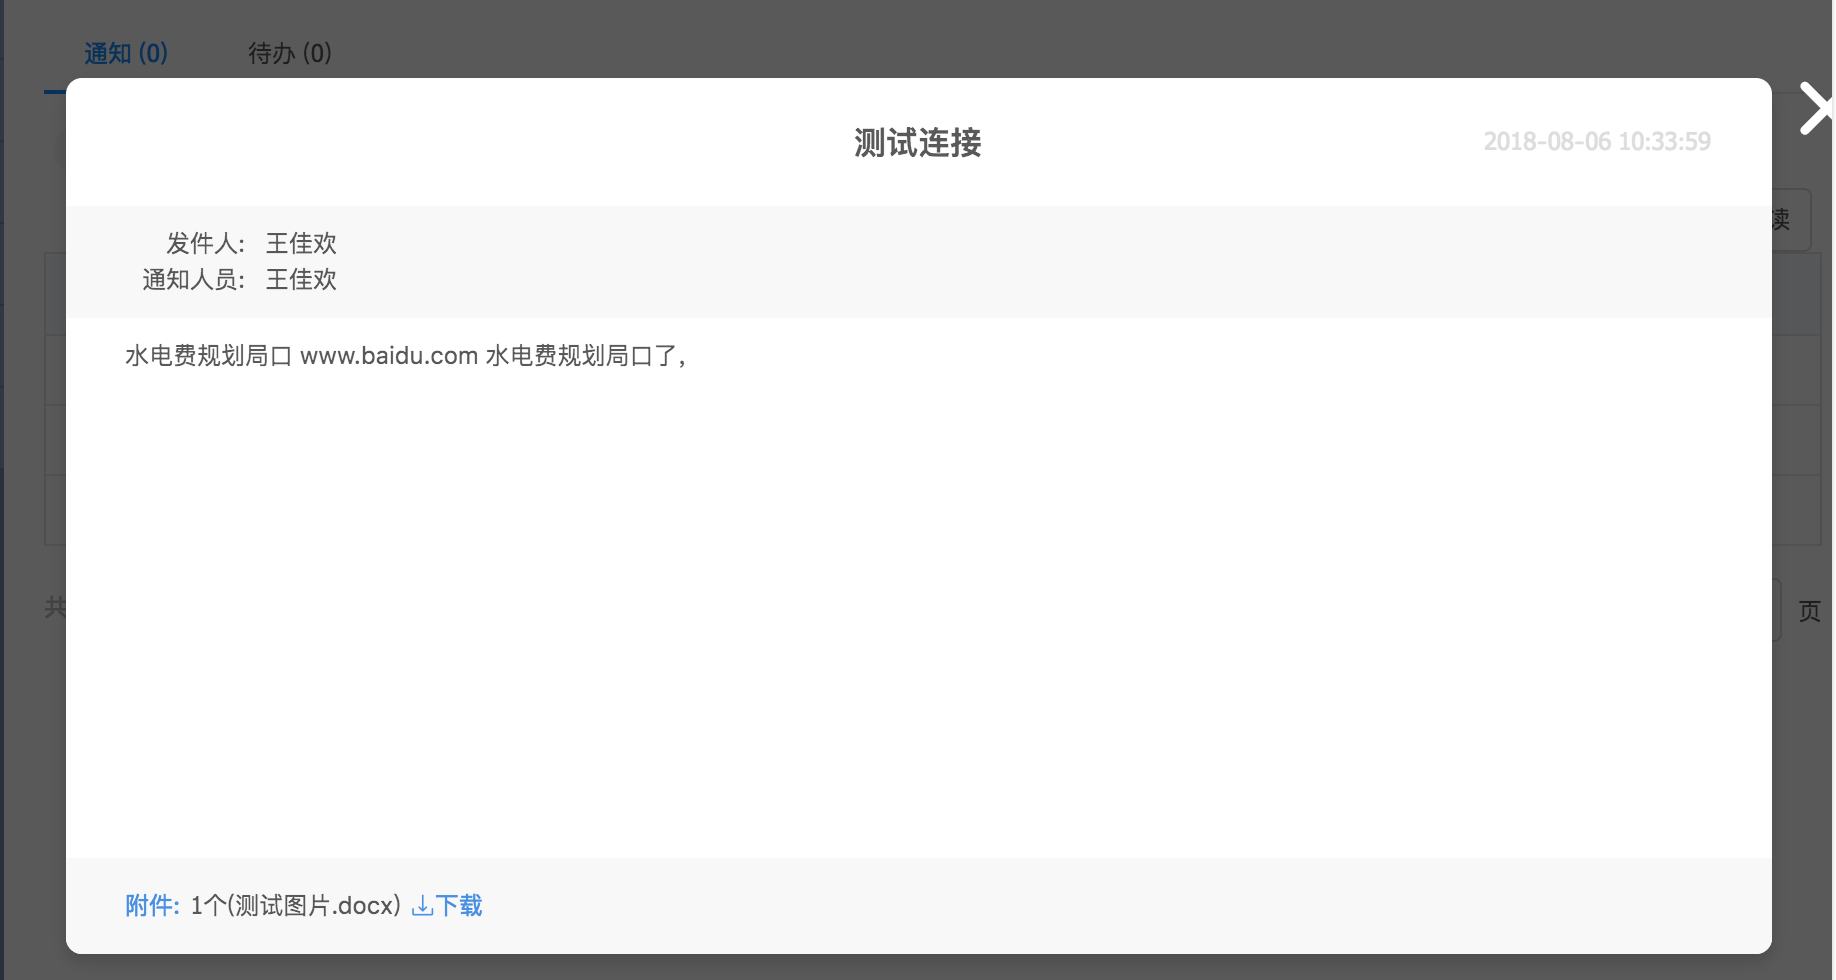 通知 (0)
待办 (0)
测试连接
2018-08-06 10:33:59
读
发件人: 王佳欢
通知人员: 王佳欢
水电费规划局口 www.baidu.com 水电费规划局口了,
共
页
附件: 1个(测试图片.docx) 下载